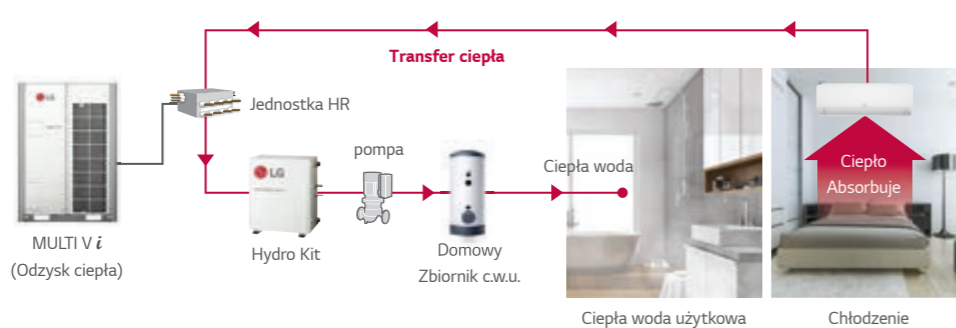 Transfer ciepła
LG
Jednostka HR
MULTI V i
(Odzysk ciepła)
LG
Hydro Kit
pompa
Domowy
Zbiornik c.w.u.
Ciepła woda
Ciepło
Absorbuje
Ciepła woda użytkowa
Chłodzenie